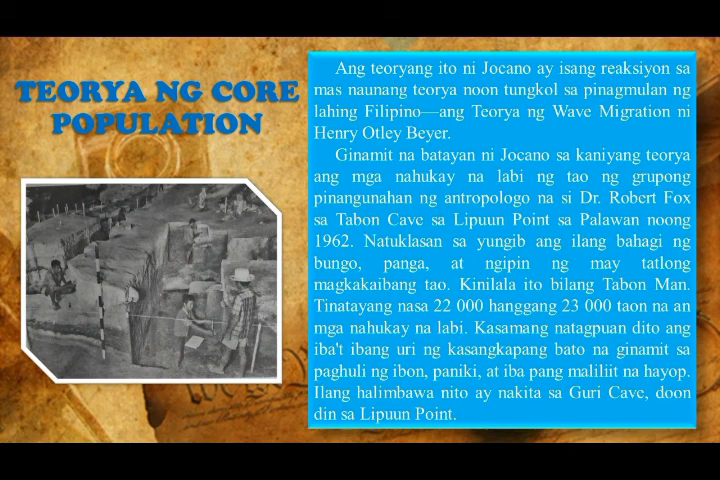 TEORYA NG CORE
POPULATION
Ang teoryang ito ni Jocano ay isang reaksiyon sa
mas naunang teorya noon tungkol sa pinagmulan ng
lahing Filipino—ang Teorya ng Wave Migration ni
Henry Otley Beyer.
Ginamit na batayan ni Jocano sa kaniyang teorya
ang mga nahukay na labi ng tao ng grupong
pinangunahan ng antropologo na si Dr. Robert Fox
sa Tabon Cave sa Lipuun Point sa Palawan noong
1962. Natuklasan sa yungib ang ilang bahagi ng
bungo, panga, at ngipin ng may tatlong
magkakaibang tao. Kinilala ito bilang Tabon Man.
Tinatayang nasa 22 000 hanggang 23 000 taon na an
mga nahukay na labi. Kasamang natagpuan dito ang
iba't ibang uri ng kasangkapang bato na ginamit sa
paghuli ng ibon, paniki, at iba pang maliliit na hayop.
Ilang halimbawa nito ay nakita sa Guri Cave, doon
din sa Lipuun Point.